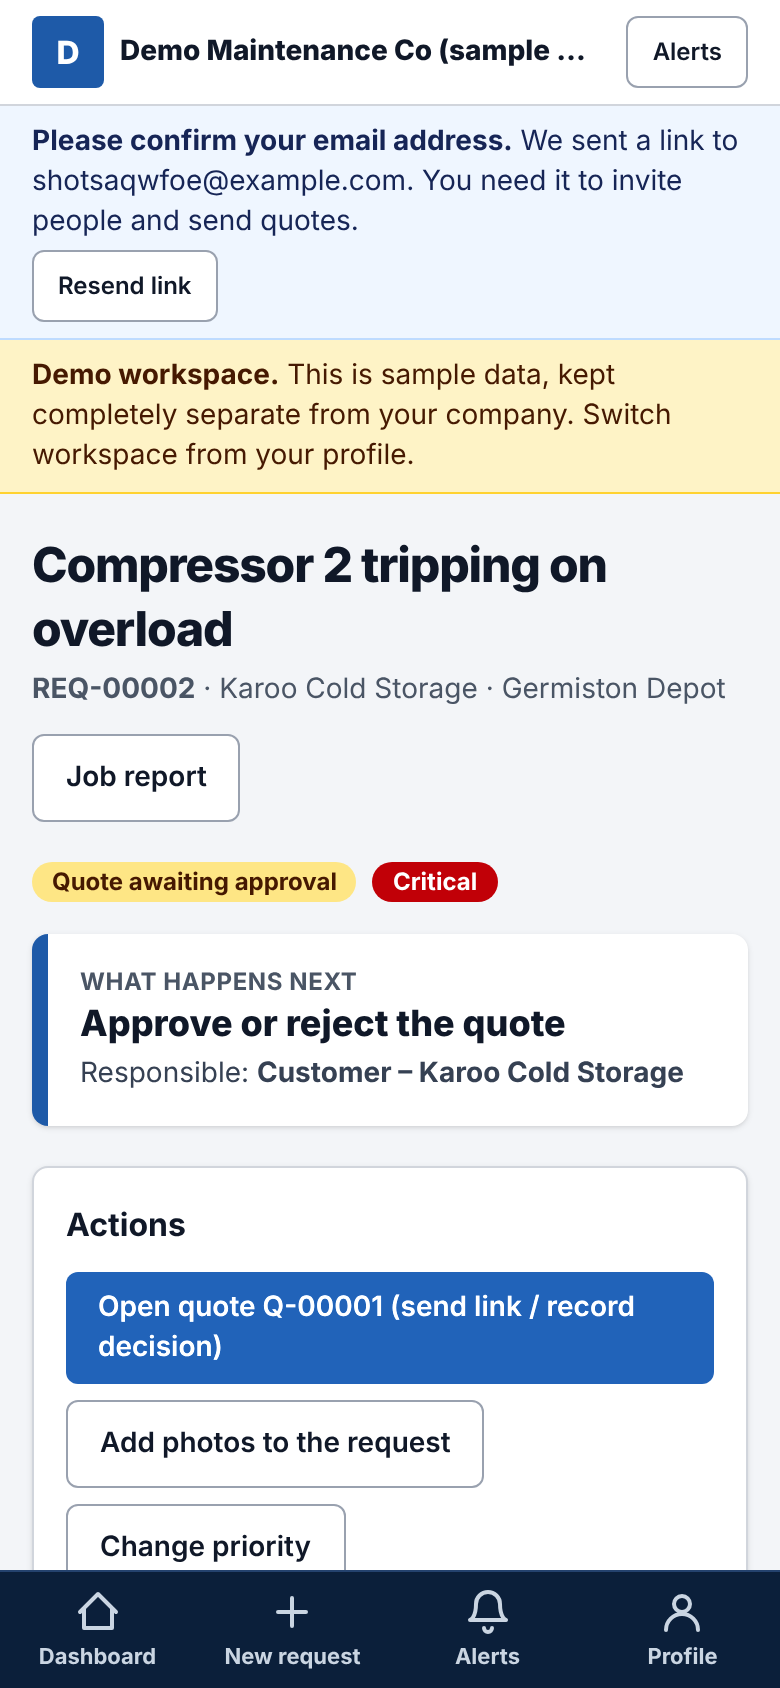 D
Demo Maintenance Co (sample ...
Alerts
Please confirm your email address. We sent a link to
shotsaqwfoe@example.com. You need it to invite
people and send quotes.
Resend link
Demo workspace. This is sample data, kept
completely separate from your company. Switch
workspace from your profile.
Compressor 2 tripping on
overload
REQ-00002 · Karoo Cold Storage · Germiston Depot
Job report
Quote awaiting approval
Critical
WHAT HAPPENS NEXT
Approve or reject the quote
Responsible: Customer – Karoo Cold Storage
Actions
Open quote Q-00001 (send link / record
decision)
Add photos to the request
Change priority
Dashboard
New request
Alerts
Profile